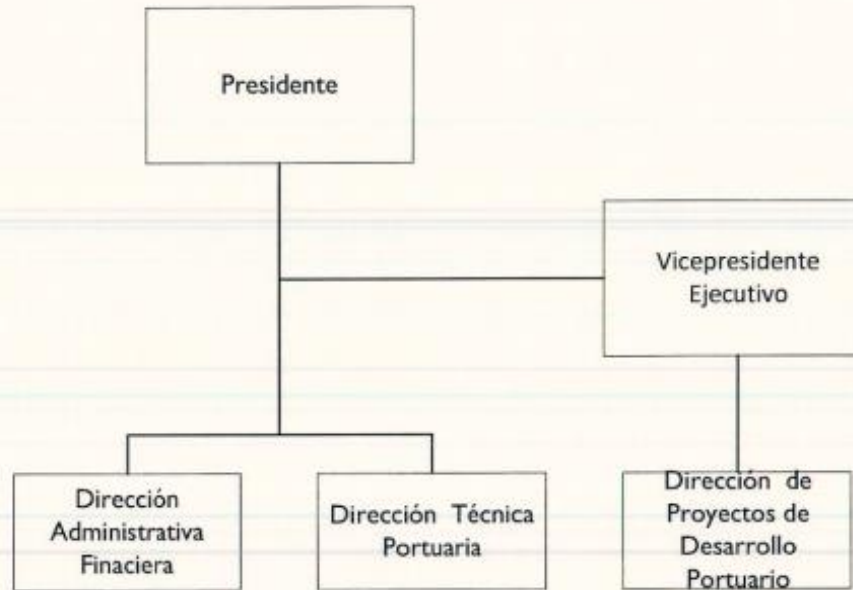 Presidente
Vicepresidente
Ejecutivo
Dirección
Administrativa
Finaciera
Dirección Técnica
Portuaria
Dirección de
Proyectos de
Desarrollo
Portuario